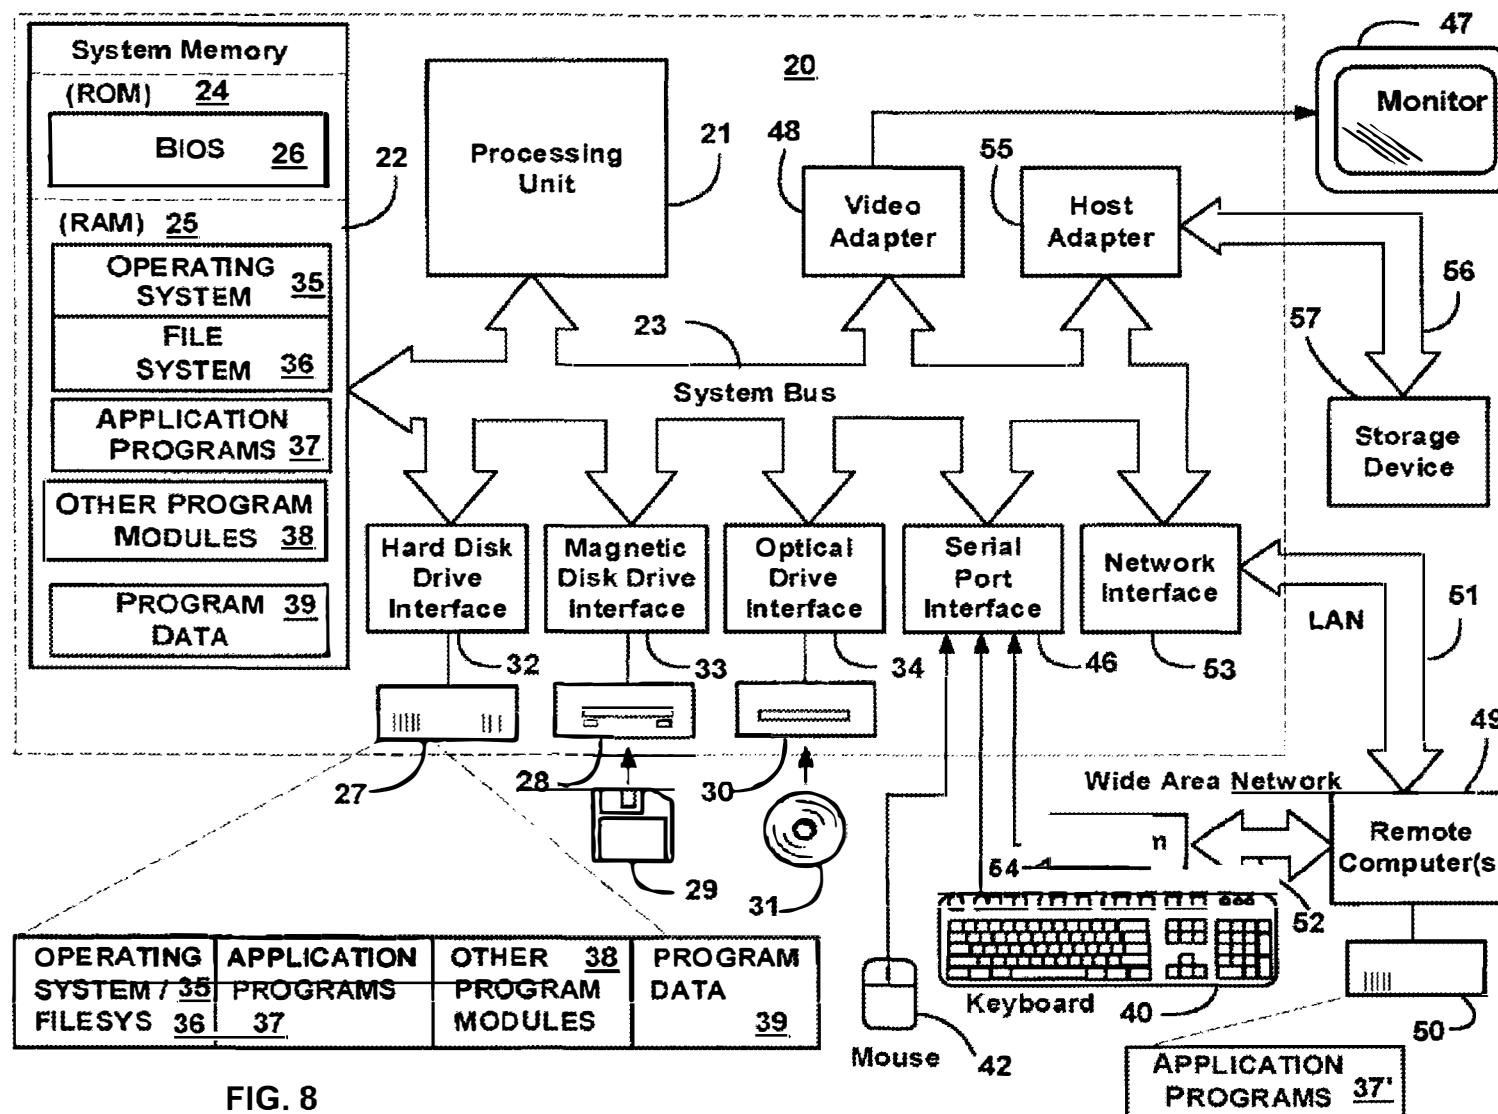 System Memory
(ROM) 24
BIOS 26
22
(RAM) 25
OPERATING
SYSTEM 35
FILE
SYSTEM 36
APPLICATION
PROGRAMS 37
OTHER PROGRAM
MODULES 38
PROGRAM
DATA 39
Processing
Unit
21
20
48
Video
Adapter
55
Host
Adapter
47
Monitor
56
57
Storage
Device
23
System Bus
Hard Disk
Drive
Interface
32
Magnetic
Disk Drive
Interface
33
Optical
Drive
Interface
34
Serial
Port
Interface
46
Network
Interface
53
LAN
51
27
28
29
30
31
49
Wide Area Network
n
54
52
Remote
Computer(s
50
Keyboard
40
Mouse
42
OPERATING
SYSTEM / 35
FILESYS 36
APPLICATION
PROGRAMS
37
OTHER 38
PROGRAM
MODULES
PROGRAM
DATA
39
APPLICATION
PROGRAMS 37'
FIG. 8